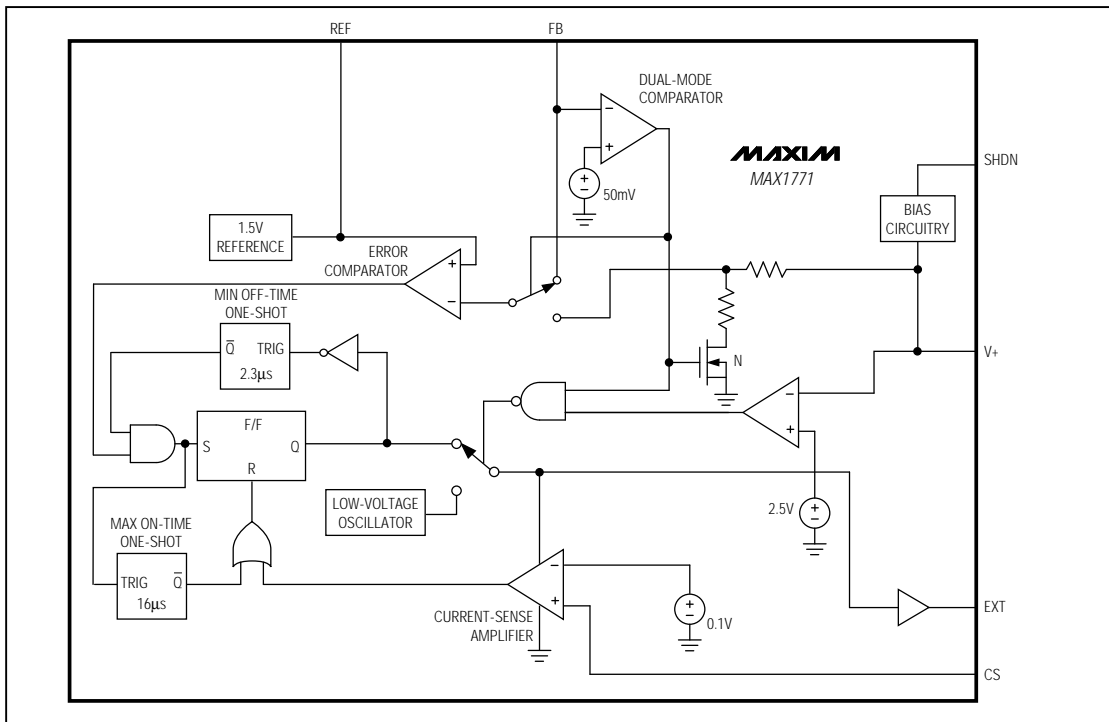 REF
FB
DUAL-MODE
COMPARATOR
−
+
+
−
50mV
MAXIM
MAX1771
SHDN
BIAS
CIRCUITRY
1.5V
REFERENCE
ERROR
COMPARATOR
+
−
MIN OFF-TIME
ONE-SHOT
Q̅ TRIG
2.3µs
N
V+
−
+
F/F
S Q
R
LOW-VOLTAGE
OSCILLATOR
2.5V
+
−
MAX ON-TIME
ONE-SHOT
TRIG Q̅
16µs
−
+
CURRENT-SENSE
AMPLIFIER
+
−
0.1V
EXT
CS